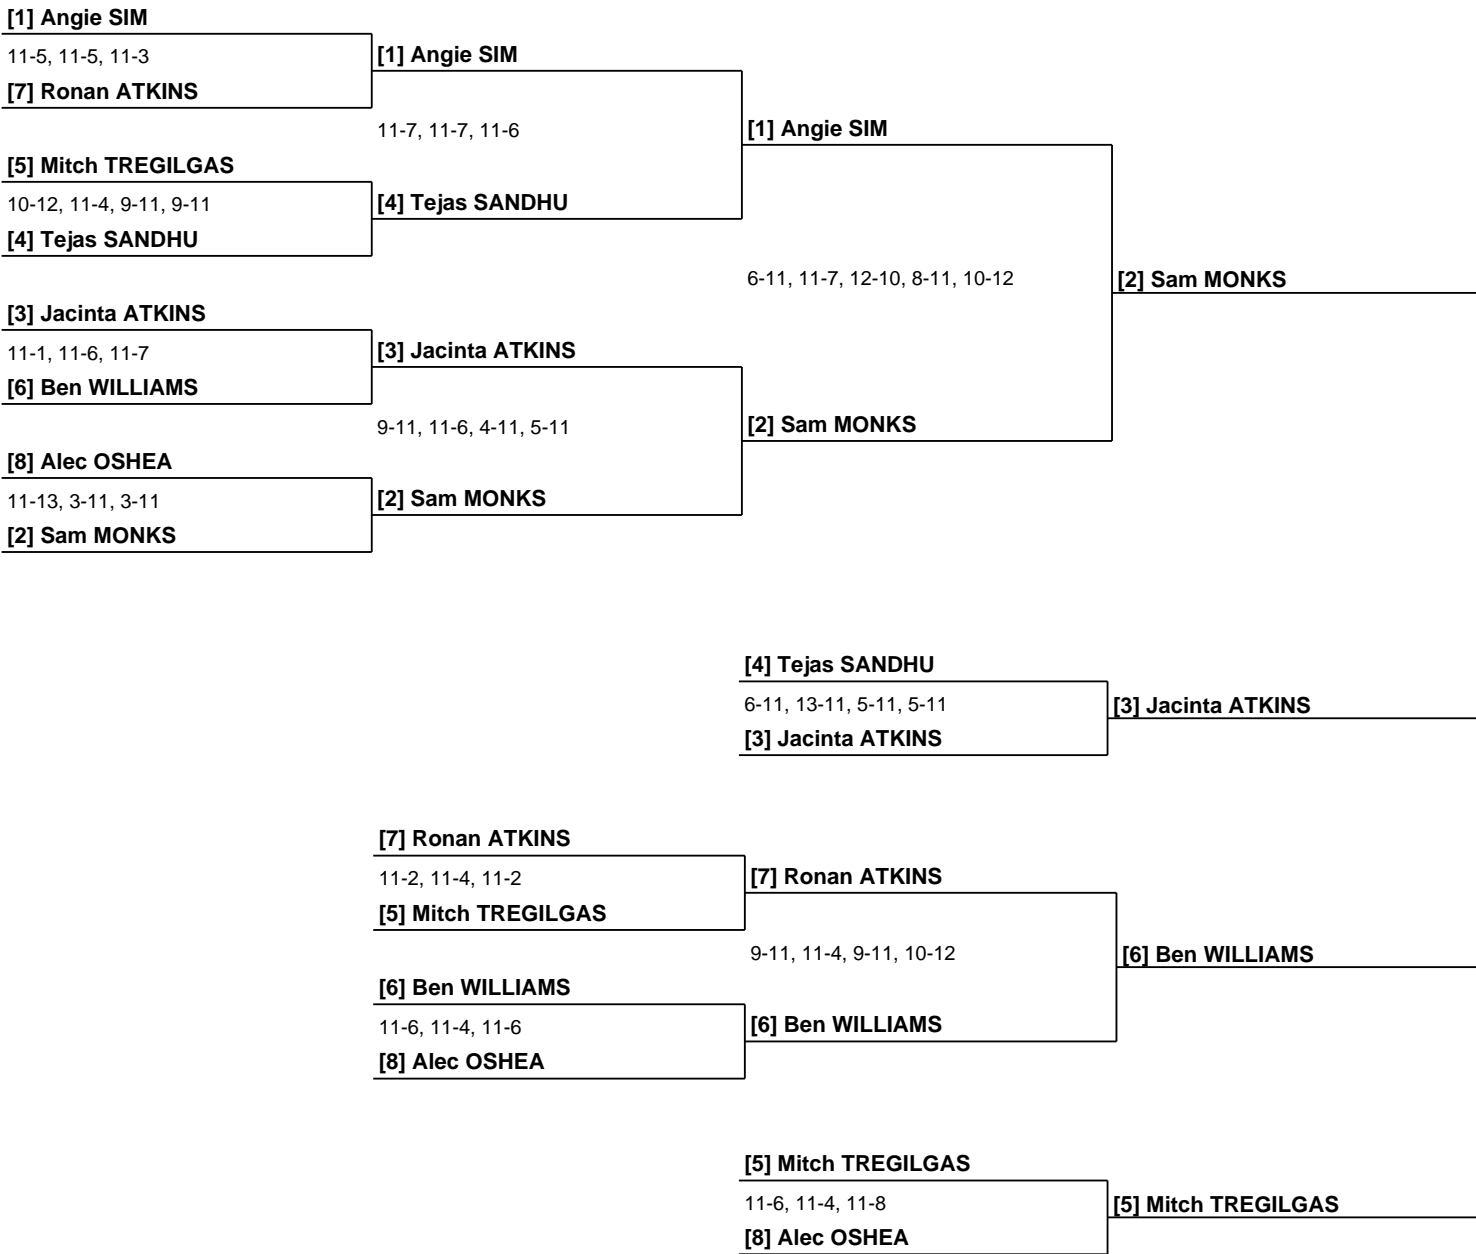 [1] Angie SIM
11-5, 11-5, 11-3
[7] Ronan ATKINS
[1] Angie SIM
11-7, 11-7, 11-6
[5] Mitch TREGILGAS
10-12, 11-4, 9-11, 9-11
[4] Tejas SANDHU
[4] Tejas SANDHU
[1] Angie SIM
6-11, 11-7, 12-10, 8-11, 10-12
[2] Sam MONKS
[3] Jacinta ATKINS
11-1, 11-6, 11-7
[6] Ben WILLIAMS
[3] Jacinta ATKINS
9-11, 11-6, 4-11, 5-11
[2] Sam MONKS
[8] Alec OSHEA
11-13, 3-11, 3-11
[2] Sam MONKS
[2] Sam MONKS
[4] Tejas SANDHU
6-11, 13-11, 5-11, 5-11
[3] Jacinta ATKINS
[3] Jacinta ATKINS
[7] Ronan ATKINS
11-2, 11-4, 11-2
[5] Mitch TREGILGAS
[7] Ronan ATKINS
9-11, 11-4, 9-11, 10-12
[6] Ben WILLIAMS
[6] Ben WILLIAMS
11-6, 11-4, 11-6
[8] Alec OSHEA
[6] Ben WILLIAMS
[5] Mitch TREGILGAS
11-6, 11-4, 11-8
[8] Alec OSHEA
[5] Mitch TREGILGAS